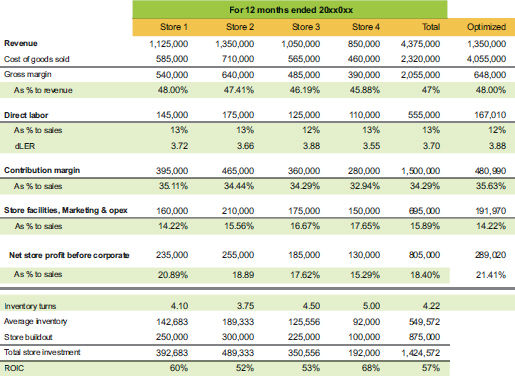 For 12 months ended 20xx0xx
Store 1 Store 2 Store 3 Store 4 Total Optimized
Revenue 1,125,000 1,350,000 1,050,000 850,000 4,375,000 1,350,000
Cost of goods sold 585,000 710,000 565,000 460,000 2,320,000 4,055,000
Gross margin 540,000 640,000 485,000 390,000 2,055,000 648,000
As % to revenue 48.00% 47.41% 46.19% 45.88% 47% 48.00%
Direct labor 145,000 175,000 125,000 110,000 555,000 167,010
As % to sales 13% 13% 12% 13% 13% 12%
dLER 3.72 3.66 3.88 3.55 3.70 3.88
Contribution margin 395,000 465,000 360,000 280,000 1,500,000 480,990
As % to sales 35.11% 34.44% 34.29% 32.94% 34.29% 35.63%
Store facilities, Marketing & opex 160,000 210,000 175,000 150,000 695,000 191,970
As % to sales 14.22% 15.56% 16.67% 17.65% 15.89% 14.22%
Net store profit before corporate 235,000 255,000 185,000 130,000 805,000 289,020
As % to sales 20.89% 18.89 17.62% 15.29% 18.40% 21.41%
Inventory turns 4.10 3.75 4.50 5.00 4.22
Average inventory 142,683 189,333 125,556 92,000 549,572
Store buildout 250,000 300,000 225,000 100,000 875,000
Total store investment 392,683 489,333 350,556 192,000 1,424,572
ROIC 60% 52% 53% 68% 57%